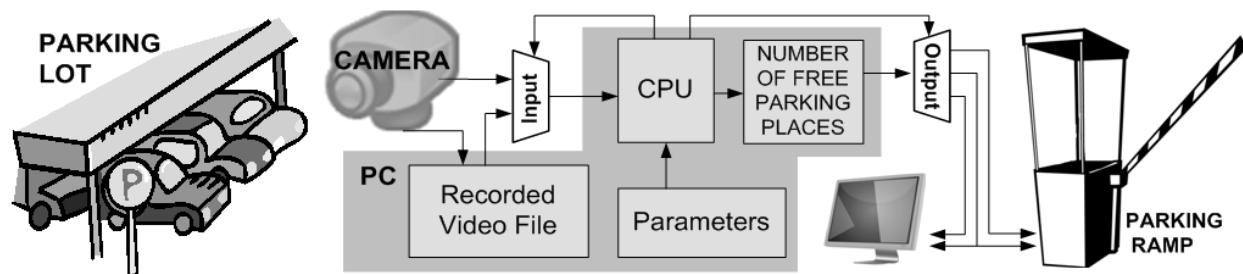 PARKING
LOT
P
CAMERA
Input
CPU
NUMBER
OF FREE
PARKING
PLACES
Output
PC
Recorded
Video File
Parameters
PARKING
RAMP